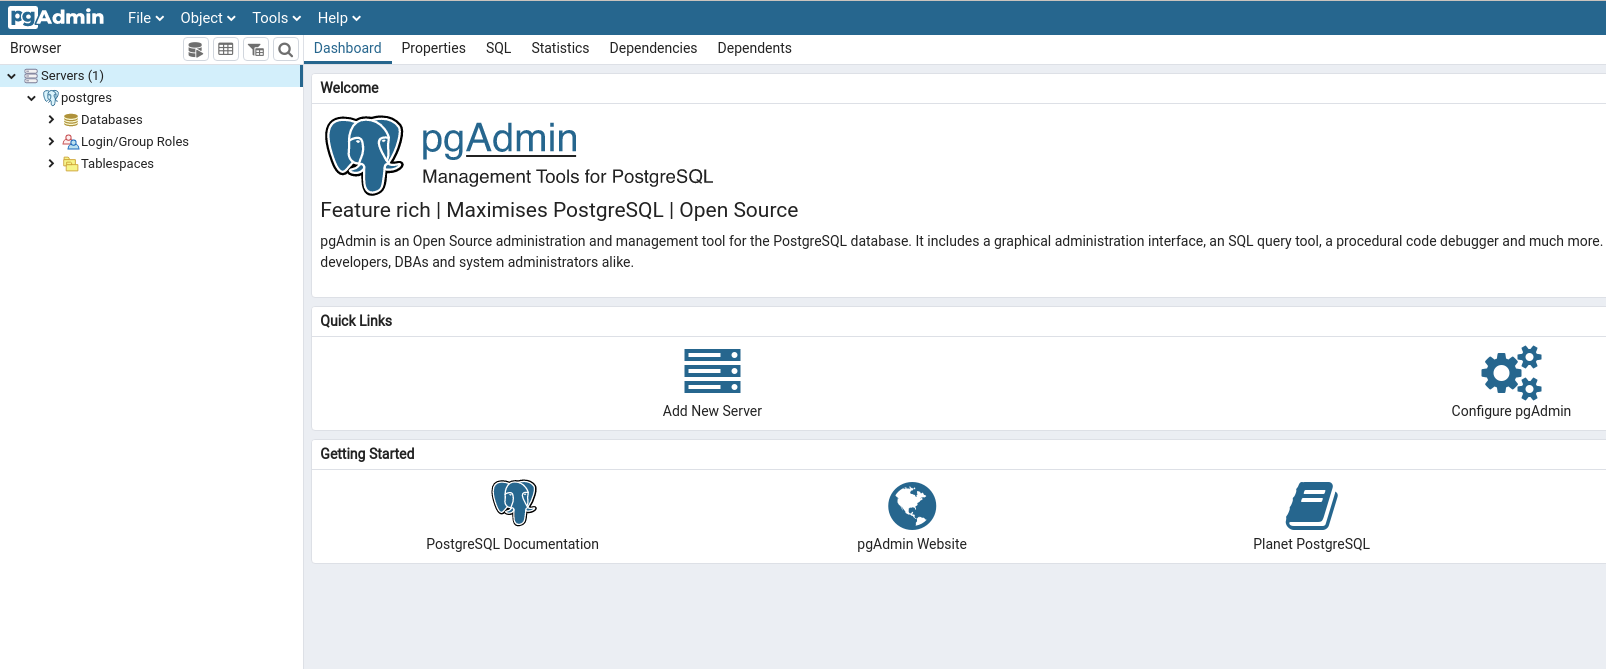 pgAdmin File Object Tools Help
Browser
Dashboard Properties SQL Statistics Dependencies Dependents
Servers (1)
postgres
Databases
Login/Group Roles
Tablespaces
Welcome
pgAdmin
Management Tools for PostgreSQL
Feature rich | Maximises PostgreSQL | Open Source
pgAdmin is an Open Source administration and management tool for the PostgreSQL database. It includes a graphical administration interface, an SQL query tool, a procedural code debugger and much more.
developers, DBAs and system administrators alike.
Quick Links
Add New Server
Configure pgAdmin
Getting Started
PostgreSQL Documentation
pgAdmin Website
Planet PostgreSQL